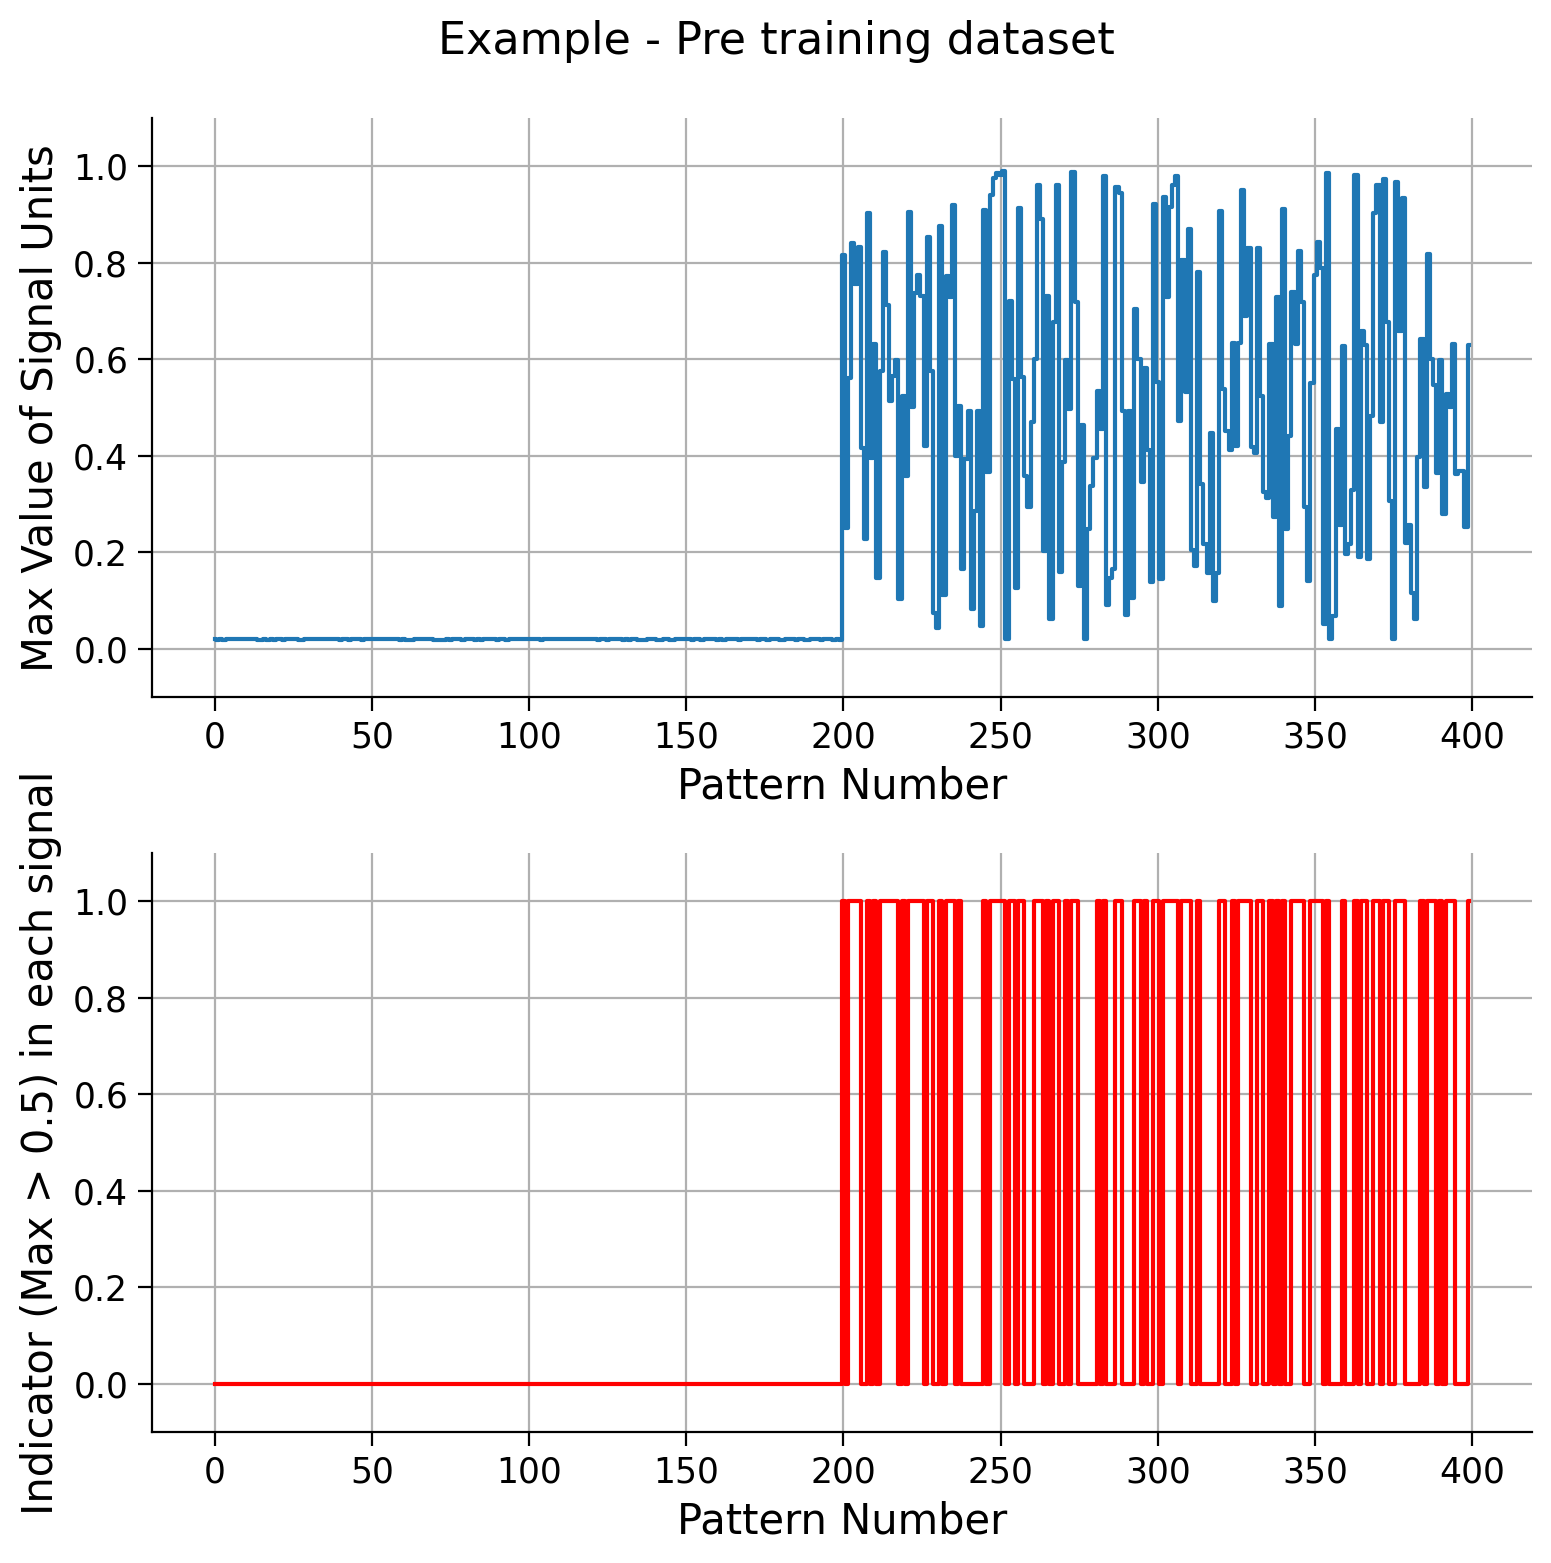 Example - Pre training dataset
Max Value of Signal Units
1.0
0.8
0.6
0.4
0.2
0.0
0 50 100 150 200 250 300 350 400
Pattern Number
Indicator (Max > 0.5) in each signal
1.0
0.8
0.6
0.4
0.2
0.0
0 50 100 150 200 250 300 350 400
Pattern Number